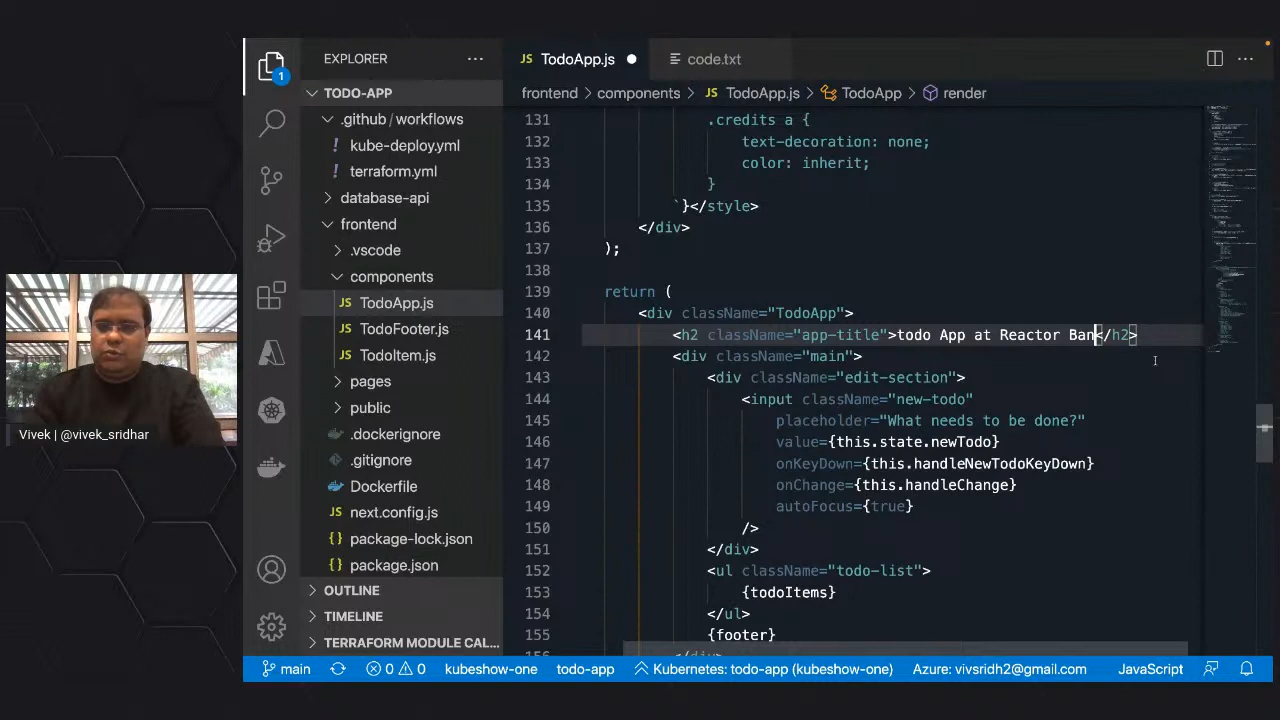 EXPLORER
TodoApp.js
code.txt
TODO-APP
frontend > components > JS TodoApp.js > TodoApp > render
1
.github / workflows
! kube-deploy.yml
! terraform.yml
database-api
frontend
.vscode
components
JS TodoApp.js
JS TodoFooter.js
JS TodoItem.js
pages
public
.dockerignore
.gitignore
Dockerfile
JS next.config.js
{} package-lock.json
{} package.json
OUTLINE
TIMELINE
TERRAFORM MODULE CAL...
131 .credits a {
132 text-decoration: none;
133 color: inherit;
134 }
135 `}</style>
136 </div>
137 );
138
139 return (
140 <div className="TodoApp">
141 <h2 className="app-title">todo App at Reactor Ban</h2>
142 <div className="main">
143 <div className="edit-section">
144 <input className="new-todo"
145 placeholder="What needs to be done?"
146 value={this.state.newTodo}
147 onKeyDown={this.handleNewTodoKeyDown}
148 onChange={this.handleChange}
149 autoFocus={true}
150 />
151 </div>
152 <ul className="todo-list">
153 {todoItems}
154 </ul>
155 {footer}
Vivek | @vivek_sridhar
main 0 0 kubeshow-one todo-app Kubernetes: todo-app (kubeshow-one) Azure: vivsridh2@gmail.com JavaScript